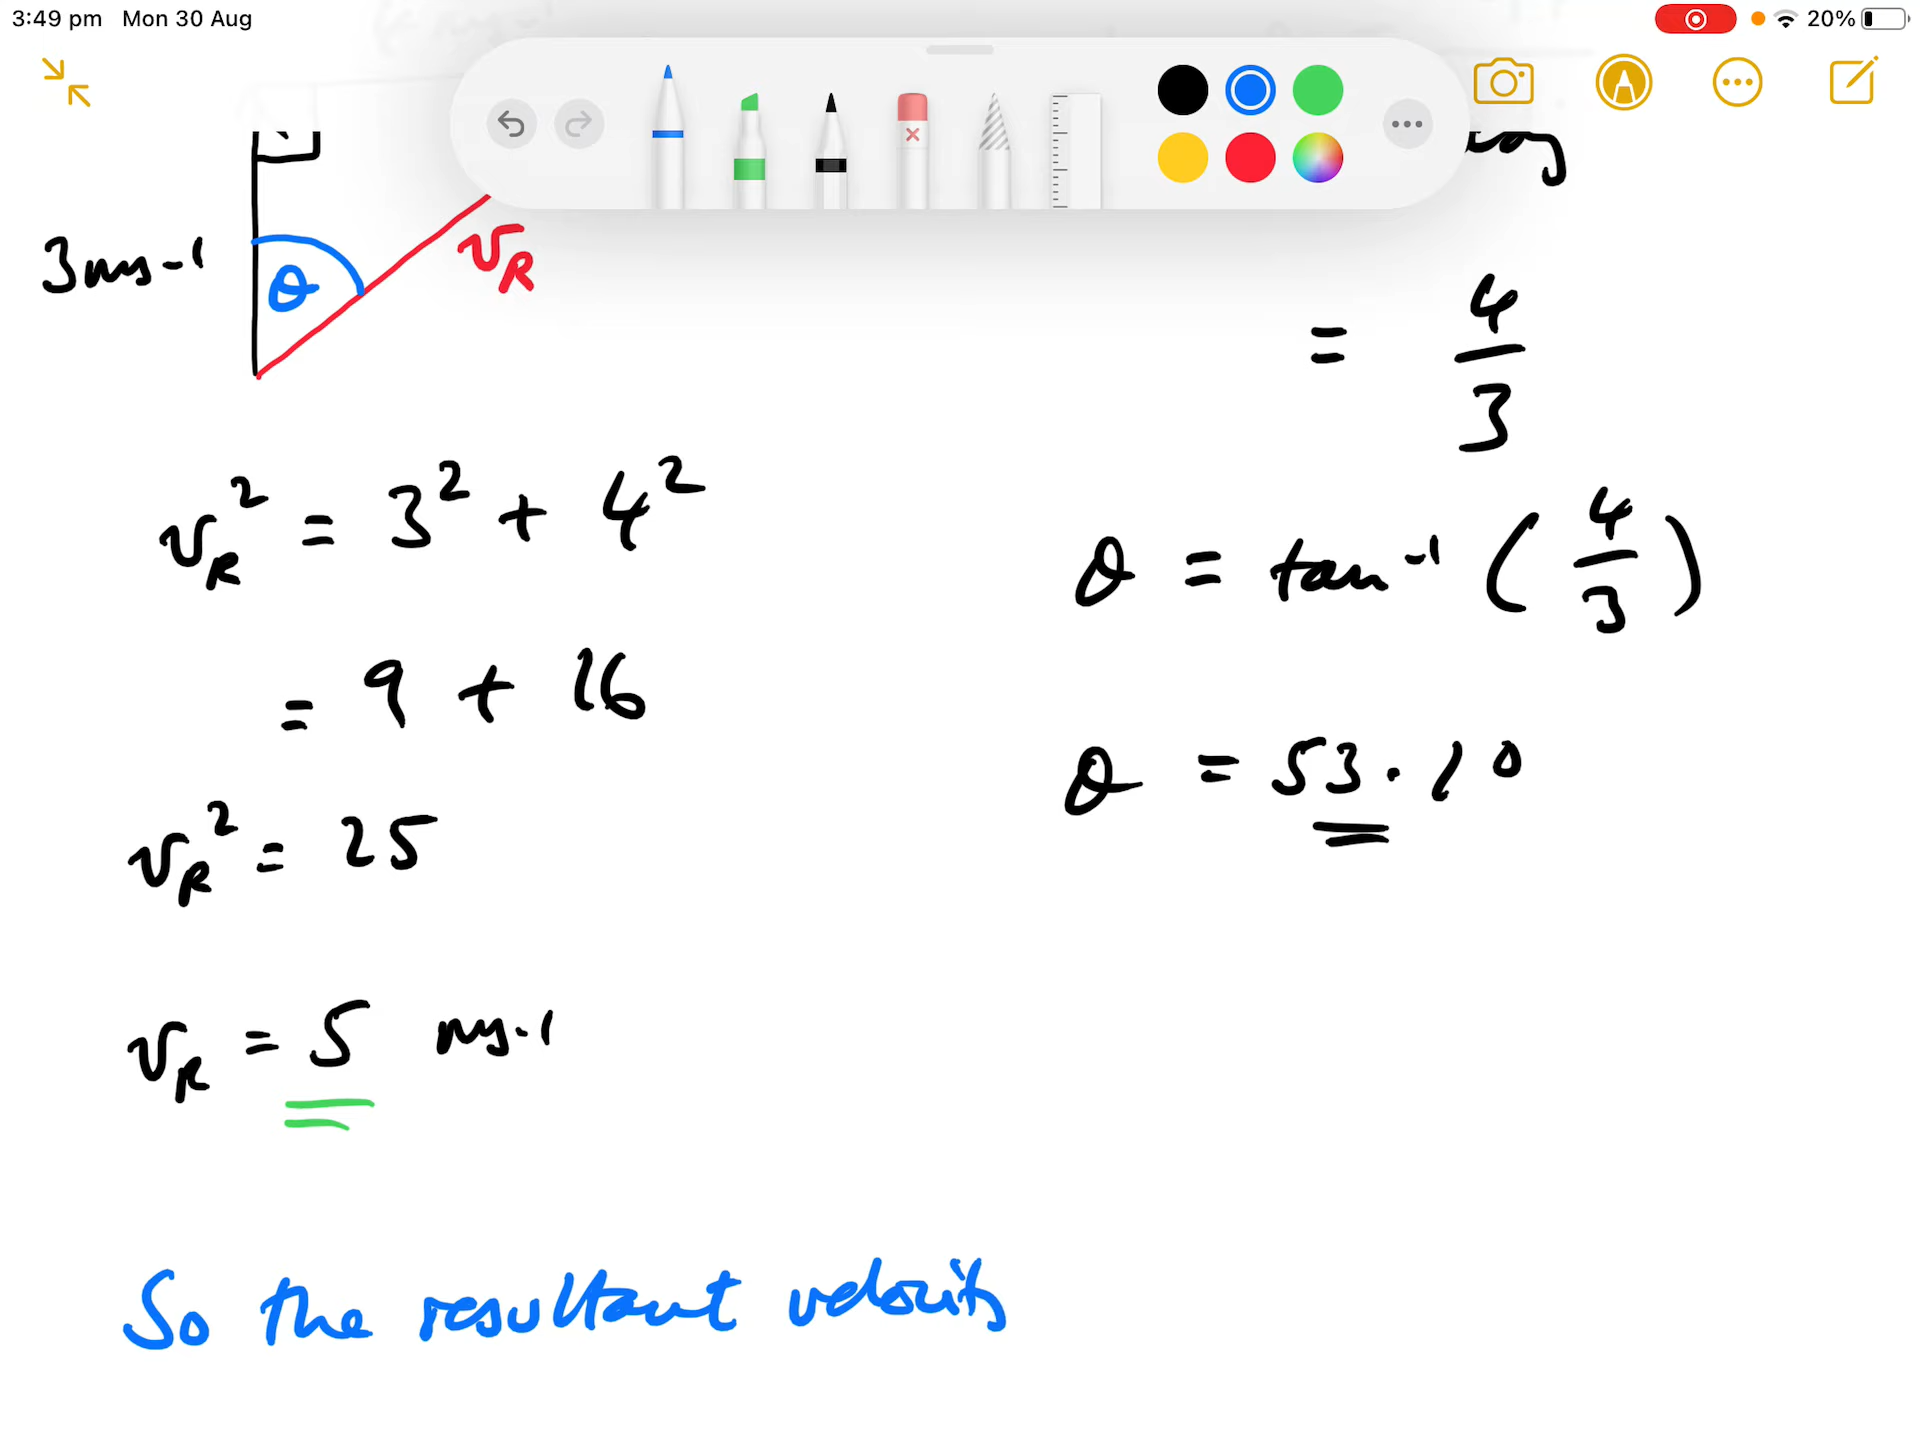 3:49 pm Mon 30 Aug 20%
3ms-1
θ
vR
= 4/3
vR² = 3² + 4²
θ = tan-1 (4/3)
= 9 + 16
θ = 53.1°
vR² = 25
vR = 5 ms-1
So the resultant velocity